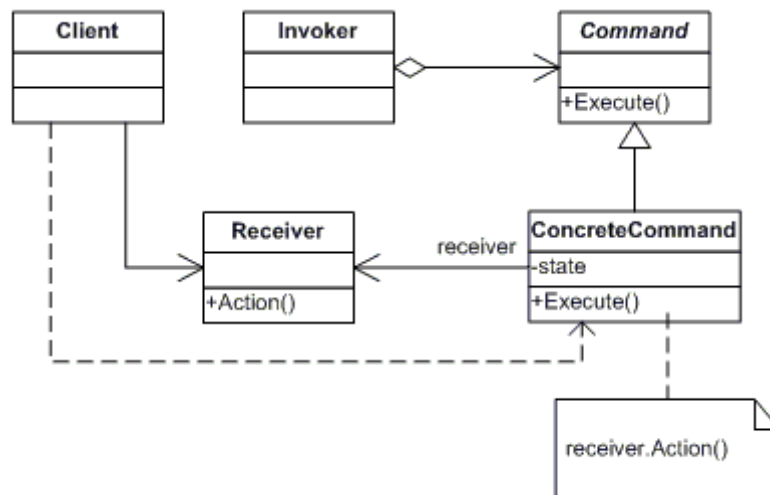 Client
Invoker
Command
+Execute()
Receiver
+Action()
receiver
ConcreteCommand
-state
+Execute()
receiver.Action()